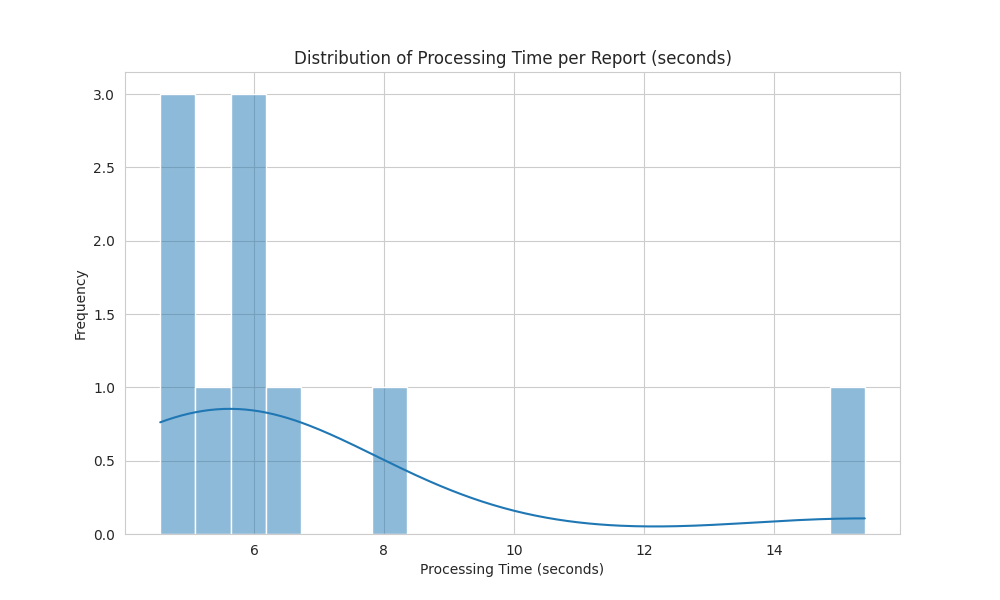 Distribution of Processing Time per Report (seconds)
3.0
2.5
2.0
1.5
1.0
0.5
0.0
Frequency
6 8 10 12 14
Processing Time (seconds)